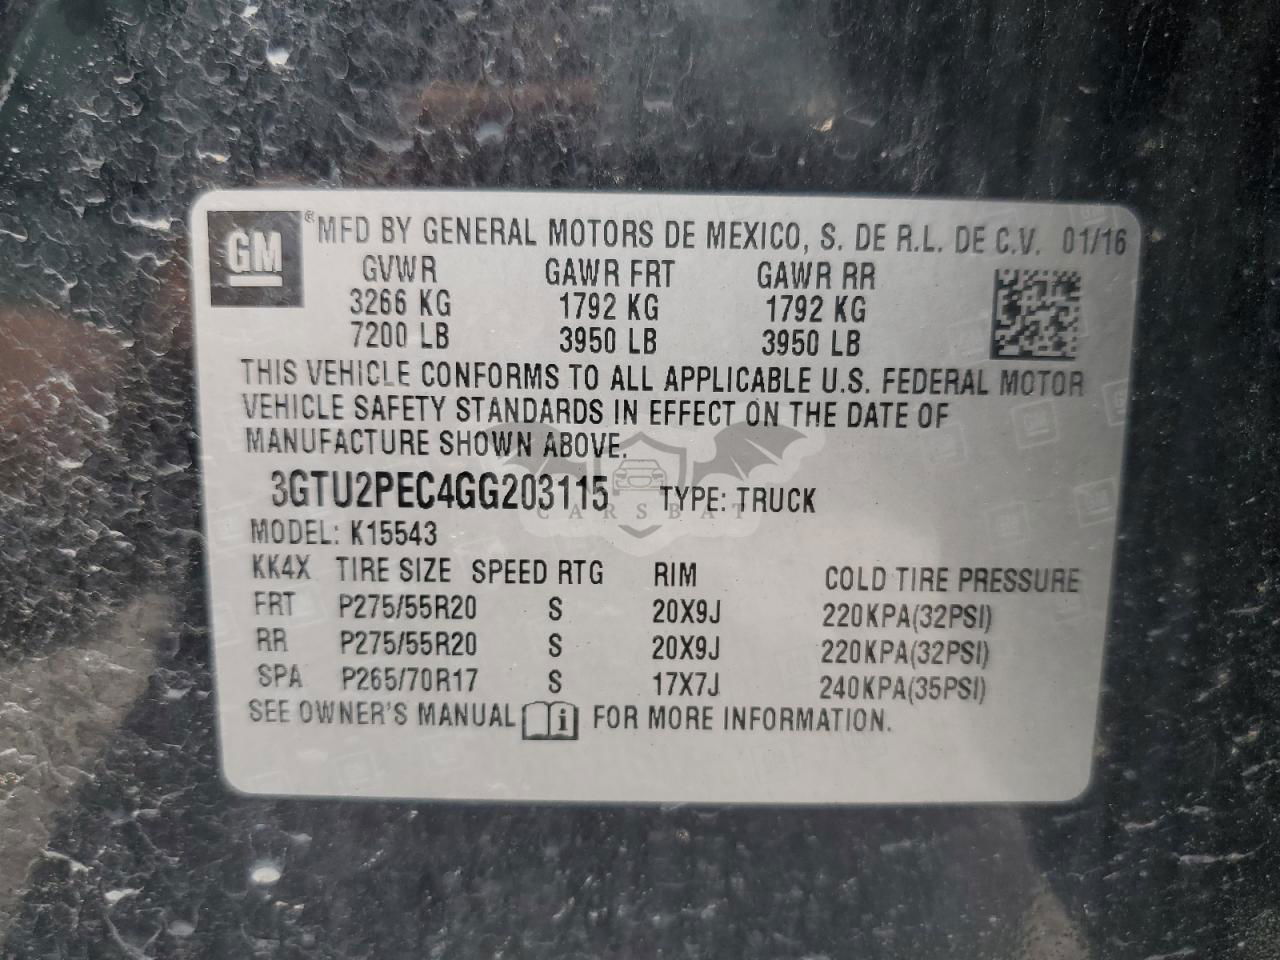 GM ® MFD BY GENERAL MOTORS DE MEXICO, S. DE R.L. DE C.V. 01/16
GVWR GAWR FRT GAWR RR
3266 KG 1792 KG 1792 KG
7200 LB 3950 LB 3950 LB
THIS VEHICLE CONFORMS TO ALL APPLICABLE U.S. FEDERAL MOTOR
VEHICLE SAFETY STANDARDS IN EFFECT ON THE DATE OF
MANUFACTURE SHOWN ABOVE.
3GTU2PEC4GG203115 TYPE: TRUCK
CARSBAT
MODEL: K15543
KK4X TIRE SIZE SPEED RTG RIM COLD TIRE PRESSURE
FRT P275/55R20 S 20X9J 220KPA(32PSI)
RR P275/55R20 S 20X9J 220KPA(32PSI)
SPA P265/70R17 S 17X7J 240KPA(35PSI)
SEE OWNER'S MANUAL i FOR MORE INFORMATION.